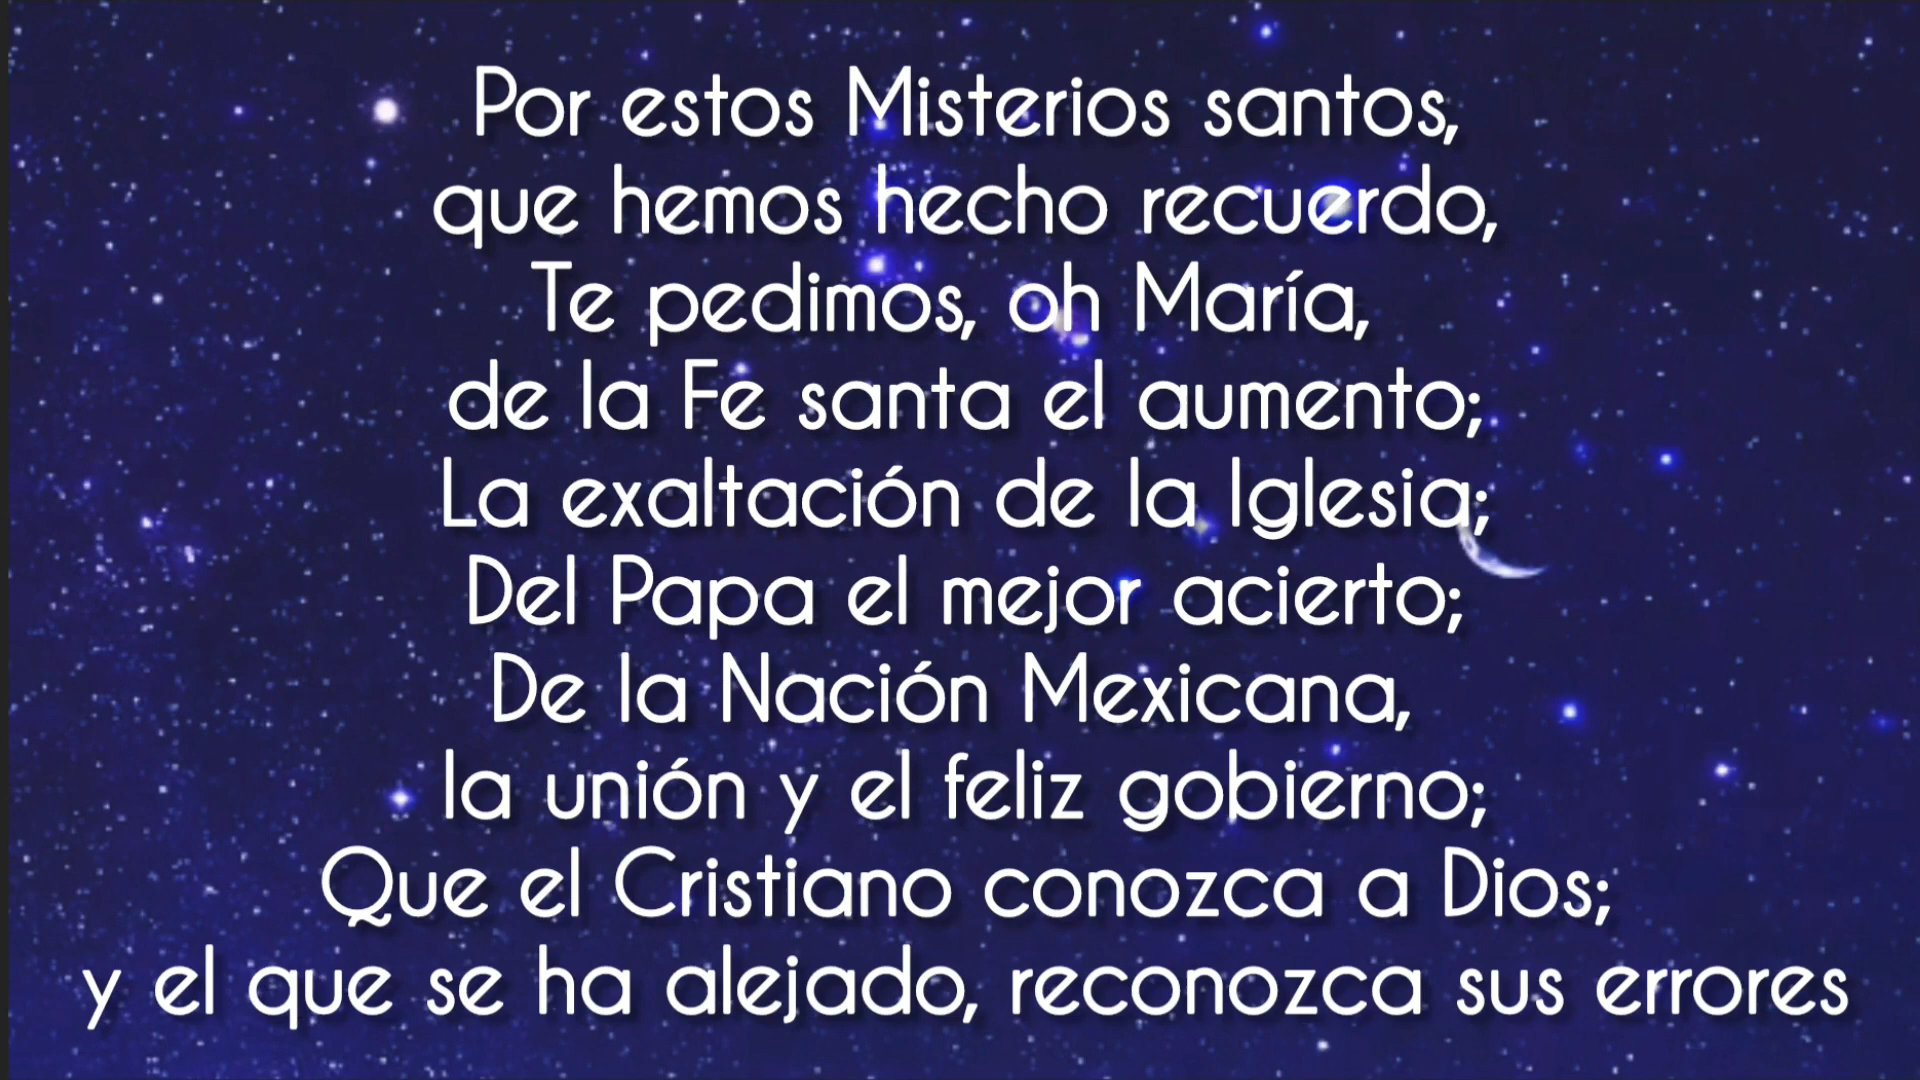 Por estos Misterios santos,
que hemos hecho recuerdo,
Te pedimos, oh María,
de la Fe santa el aumento;
La exaltación de la Iglesia;
Del Papa el mejor acierto;
De la Nación Mexicana,
la unión y el feliz gobierno;
Que el Cristiano conozca a Dios;
y el que se ha alejado, reconozca sus errores